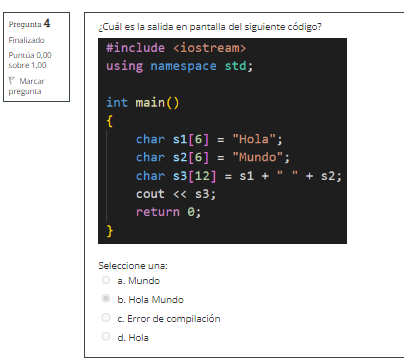 Pregunta 4
Finalizado
Puntúa 0,00
sobre 1,00
Marcar
pregunta
¿Cuál es la salida en pantalla del siguiente código?
#include <iostream>
using namespace std;
int main()
{
char s1[6] = "Hola";
char s2[6] = "Mundo";
char s3[12] = s1 + " " + s2;
cout << s3;
return 0;
}
Seleccione una:
a. Mundo
b. Hola Mundo
c. Error de compilación
d. Hola